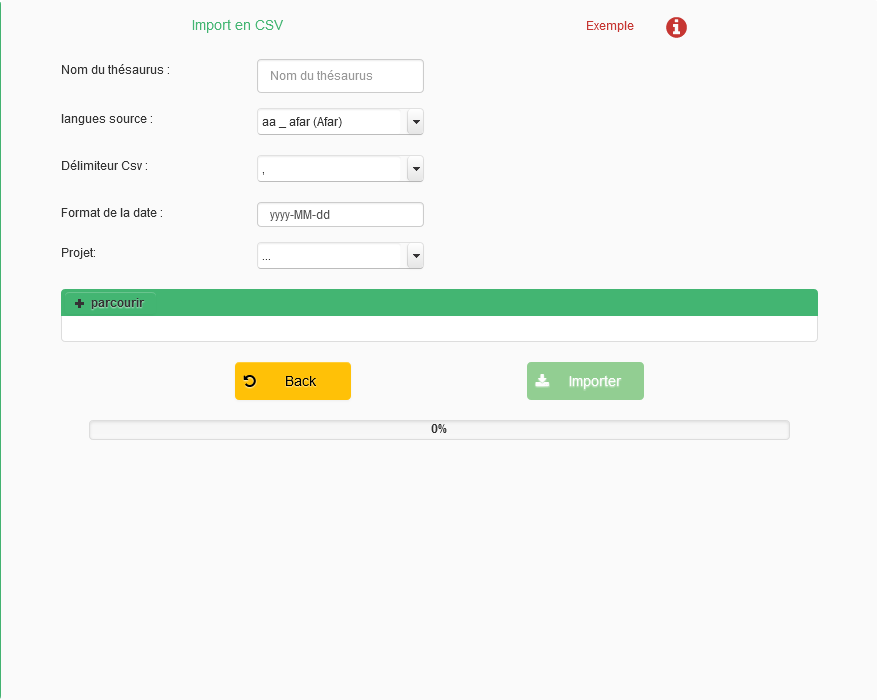 Import en CSV Exemple
Nom du thésaurus : Nom du thésaurus
langues source : aa _ afar (Afar)
Délimiteur Csv : ,
Format de la date : yyyy-MM-dd
Projet: ...
parcourir
Back Importer
0%